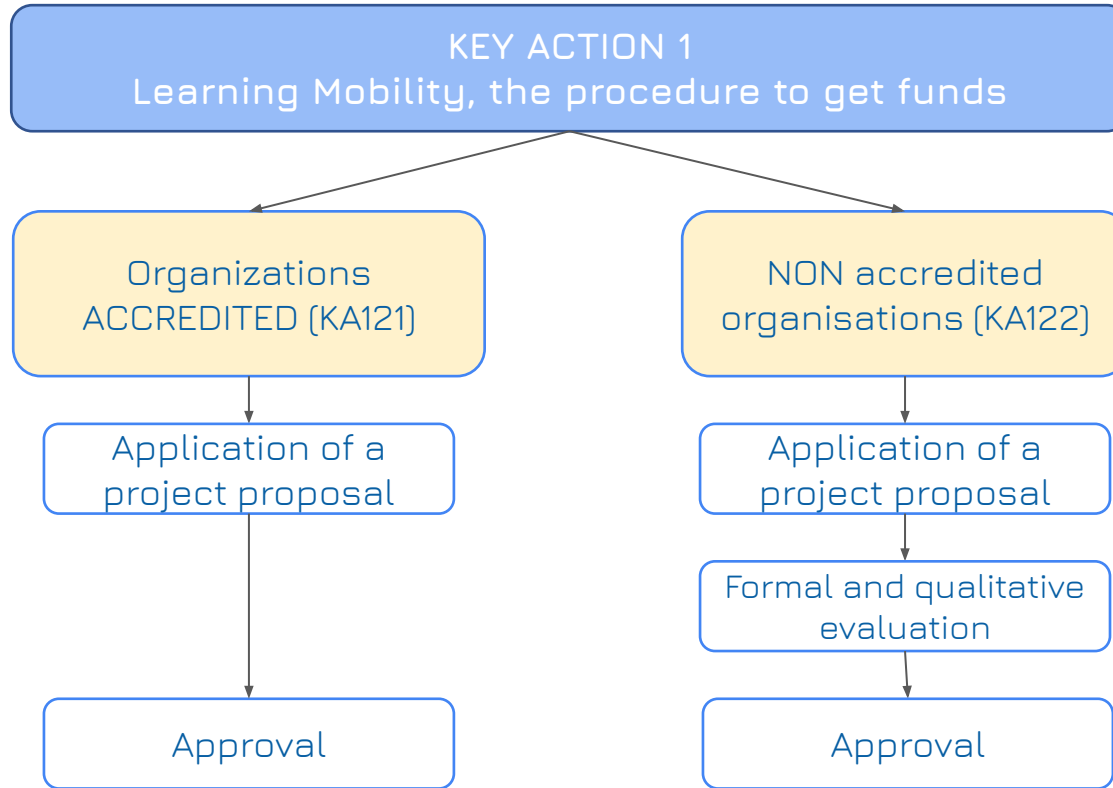 KEY ACTION 1
Learning Mobility, the procedure to get funds
Organizations
ACCREDITED (KA121)
Application of a
project proposal
Approval
NON accredited
organisations (KA122)
Application of a
project proposal
Formal and qualitative
evaluation
Approval